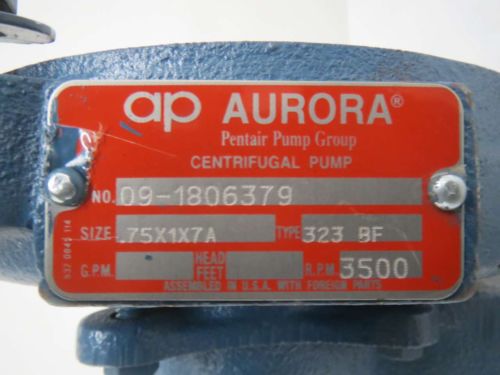 ap AURORA®
Pentair Pump Group
CENTRIFUGAL PUMP
NO. 09-1806379
SIZE .75X1X7A TYPE 323 BF
G.P.M. HEAD FEET R.P.M. 3500
ASSEMBLED IN U.S.A. WITH FOREIGN PARTS